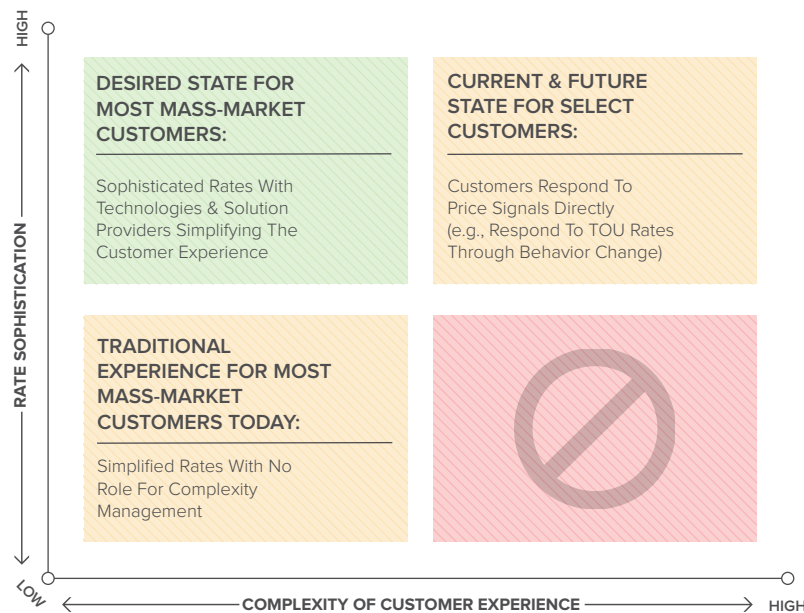 HIGH
DESIRED STATE FOR
MOST MASS-MARKET
CUSTOMERS:
Sophisticated Rates With
Technologies & Solution
Providers Simplifying The
Customer Experience
CURRENT & FUTURE
STATE FOR SELECT
CUSTOMERS:
Customers Respond To
Price Signals Directly
(e.g., Respond To TOU Rates
Through Behavior Change)
RATE SOPHISTICATION
TRADITIONAL
EXPERIENCE FOR MOST
MASS-MARKET
CUSTOMERS TODAY:
Simplified Rates With No
Role For Complexity
Management
LOW
COMPLEXITY OF CUSTOMER EXPERIENCE
HIGH